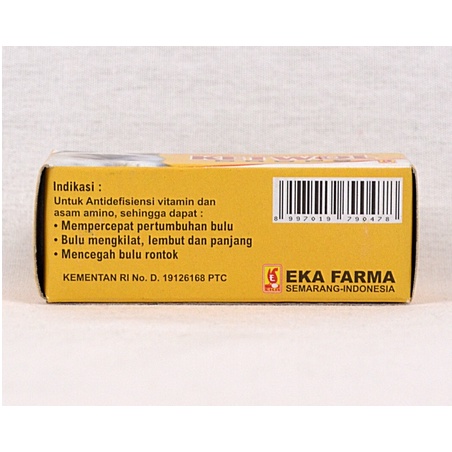 Indikasi :
Untuk Antidefisiensi vitamin dan
asam amino, sehingga dapat :
• Mempercepat pertumbuhan bulu
• Bulu mengkilat, lembut dan panjang
• Mencegah bulu rontok
KEMENTAN RI No. D. 19126168 PTC
8 997019 790478
EKA FARMA
SEMARANG-INDONESIA